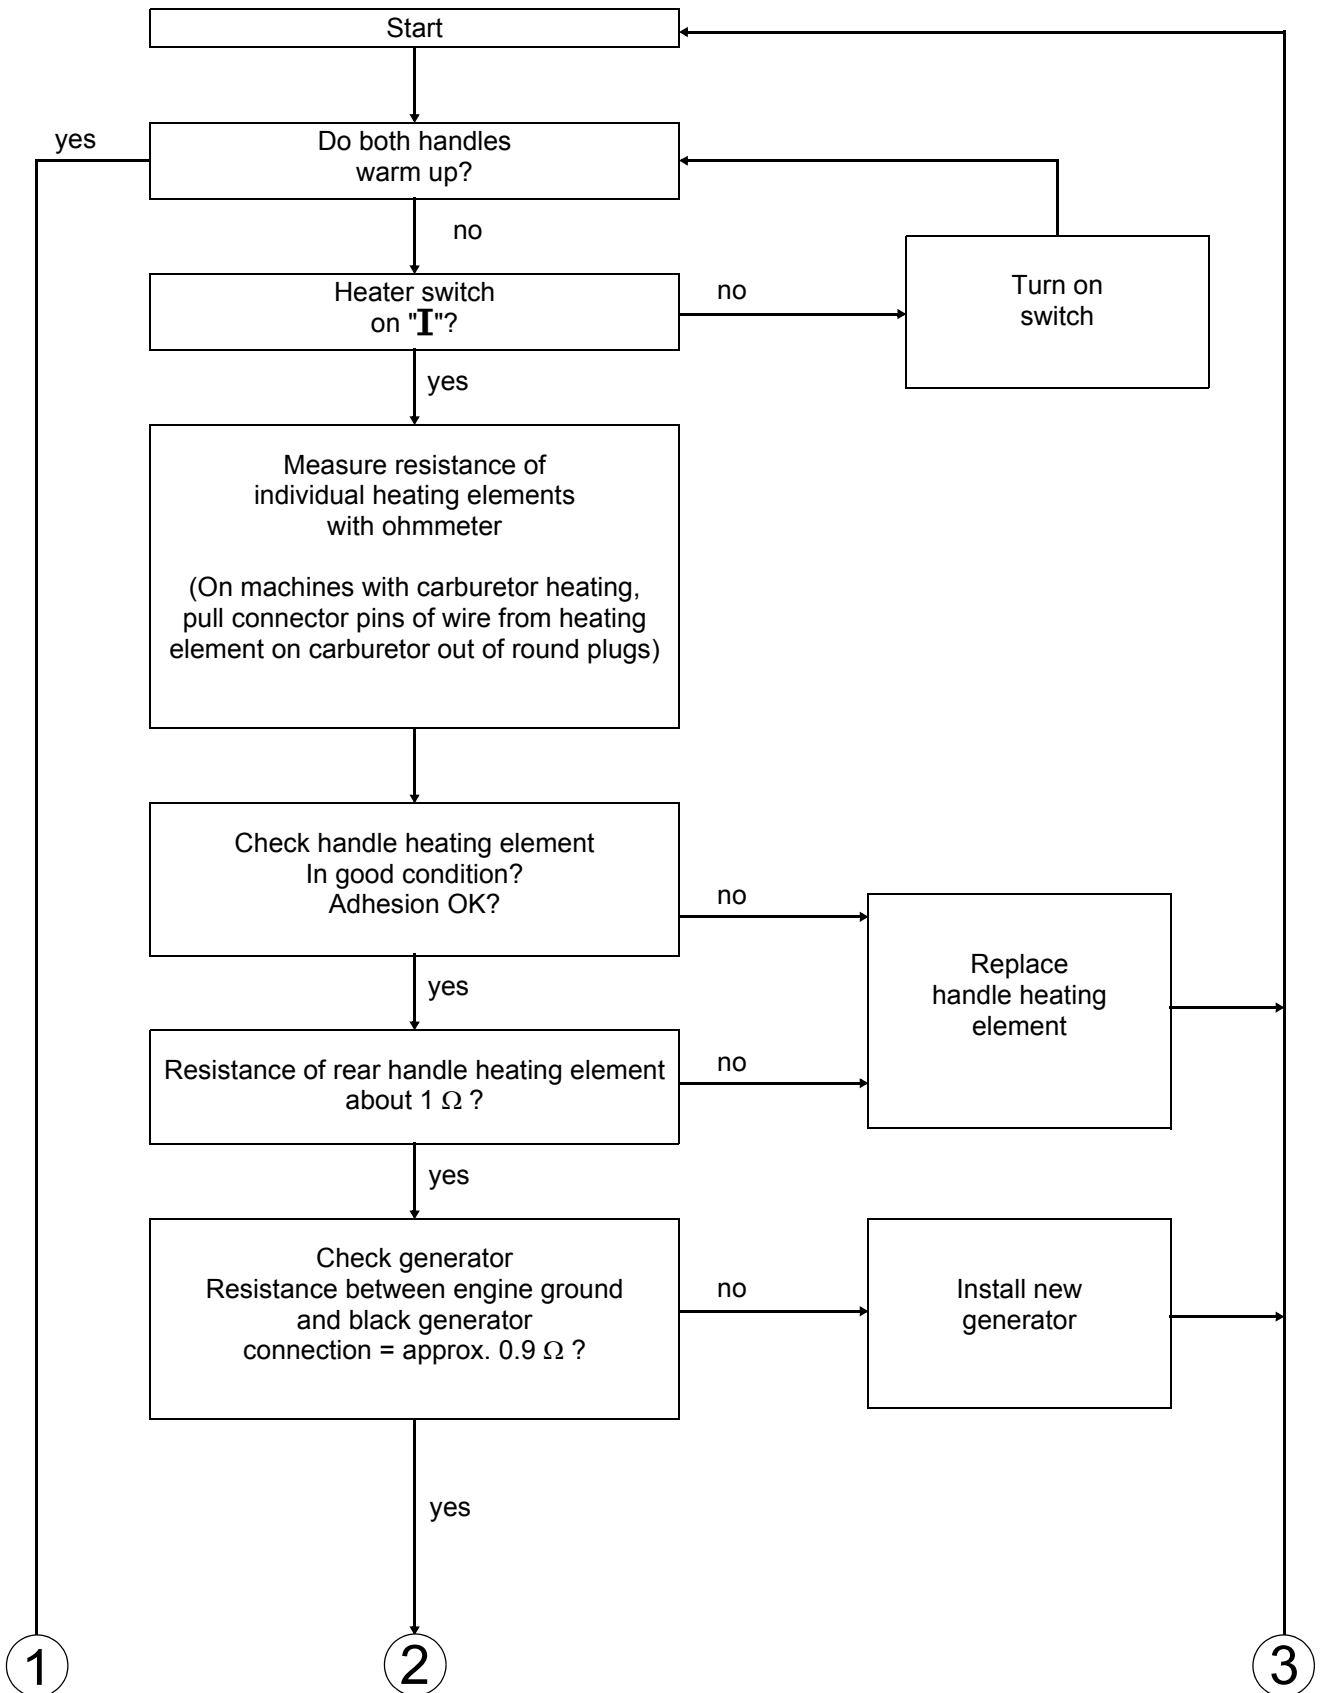 Start
yes
Do both handles
warm up?
no
Heater switch
on "I"?
no
Turn on
switch
yes
Measure resistance of
individual heating elements
with ohmmeter
(On machines with carburetor heating,
pull connector pins of wire from heating
element on carburetor out of round plugs)
Check handle heating element
In good condition?
Adhesion OK?
no
Replace
handle heating
element
yes
Resistance of rear handle heating element
about 1 Ω ?
no
yes
Check generator
Resistance between engine ground
and black generator
connection = approx. 0.9 Ω ?
no
Install new
generator
yes
1
2
3